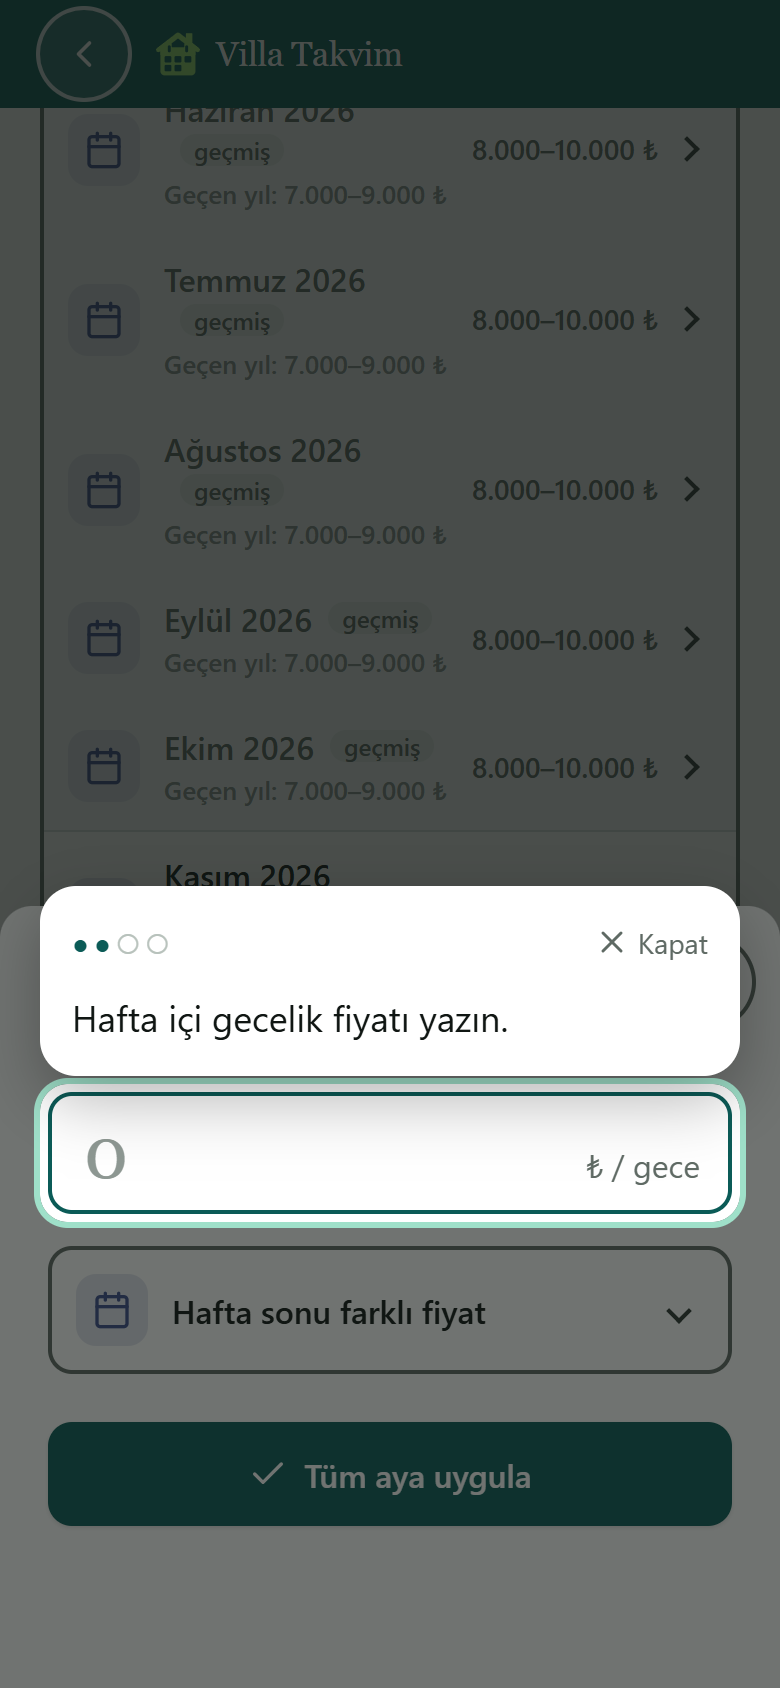 Villa Takvim
Haziran 2026
geçmiş
8.000–10.000 ₺
Geçen yıl: 7.000–9.000 ₺
Temmuz 2026
geçmiş
8.000–10.000 ₺
Geçen yıl: 7.000–9.000 ₺
Ağustos 2026
geçmiş
8.000–10.000 ₺
Geçen yıl: 7.000–9.000 ₺
Eylül 2026 geçmiş
8.000–10.000 ₺
Geçen yıl: 7.000–9.000 ₺
Ekim 2026 geçmiş
8.000–10.000 ₺
Geçen yıl: 7.000–9.000 ₺
Kasım 2026
Kapat
Hafta içi gecelik fiyatı yazın.
0 ₺ / gece
Hafta sonu farklı fiyat
Tüm aya uygula